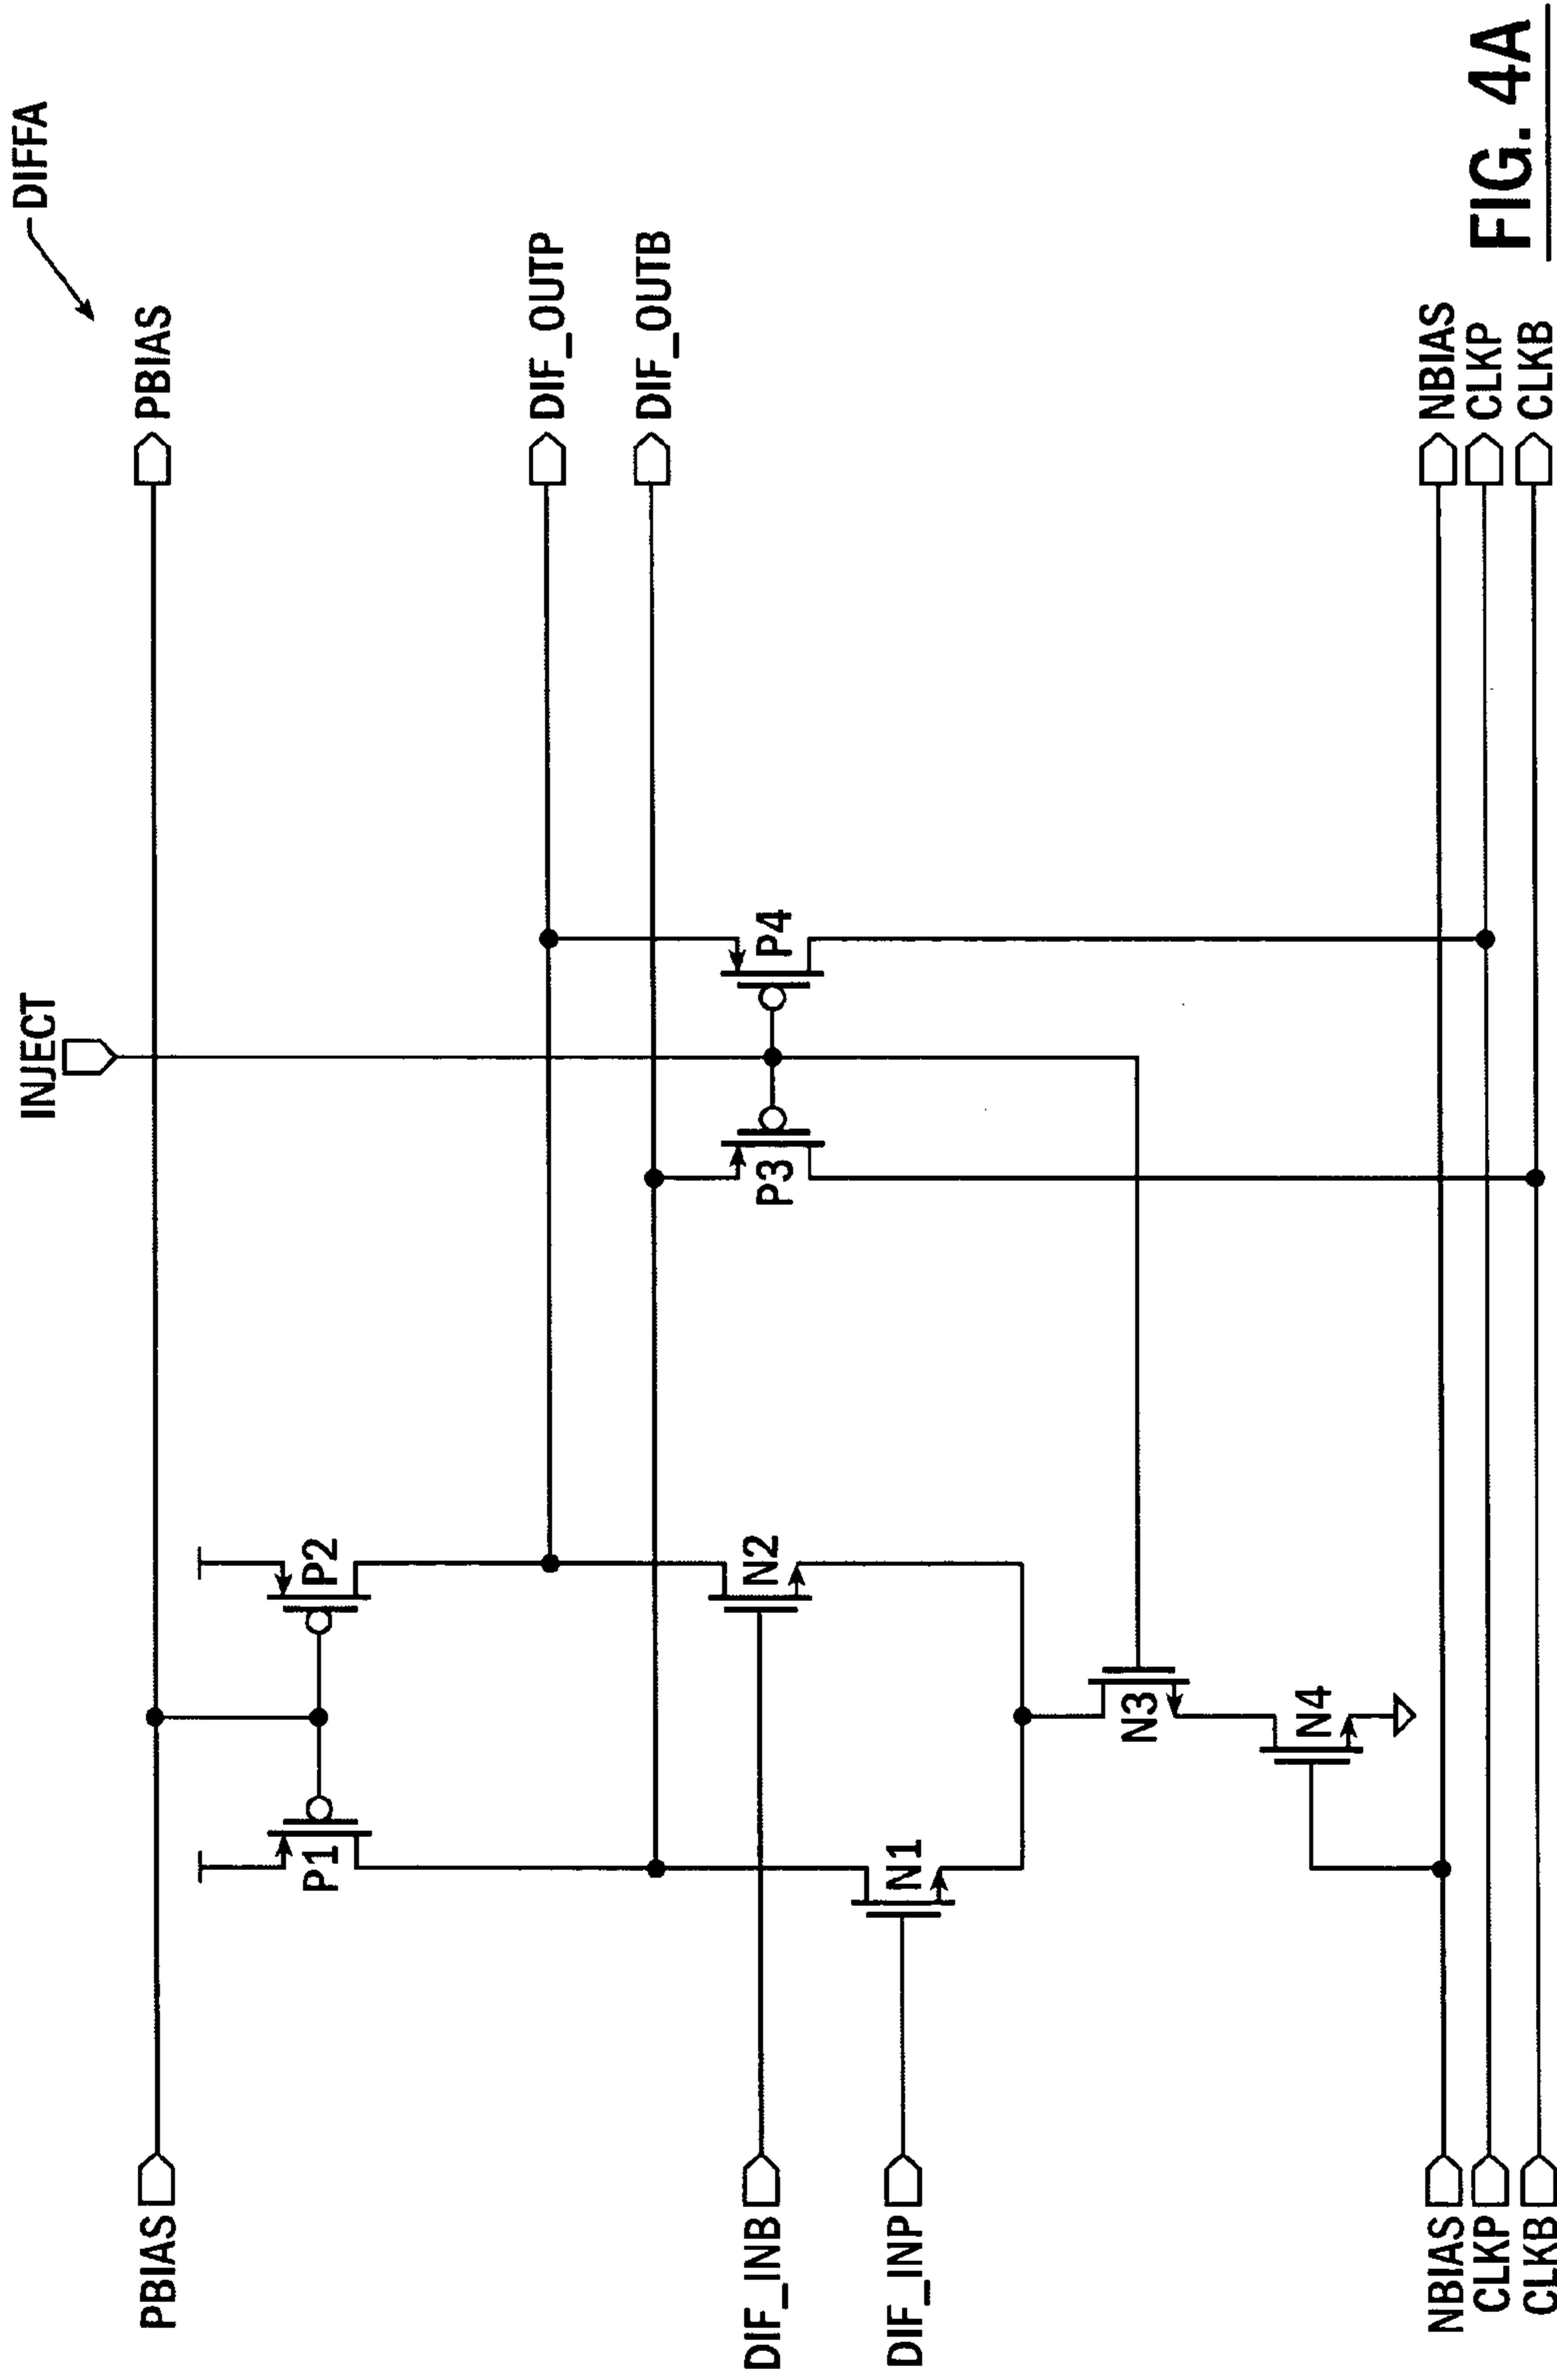 DIFFA
INJECT
PBIAS
PBIAS
P1
P2
DIF_OUTP
DIF_OUTB
DIF_INB
N2
P3
P4
DIF_INP
N1
N3
N4
NBIAS
NBIAS
CLKP
CLKP
CLKB
CLKB
FIG. 4A